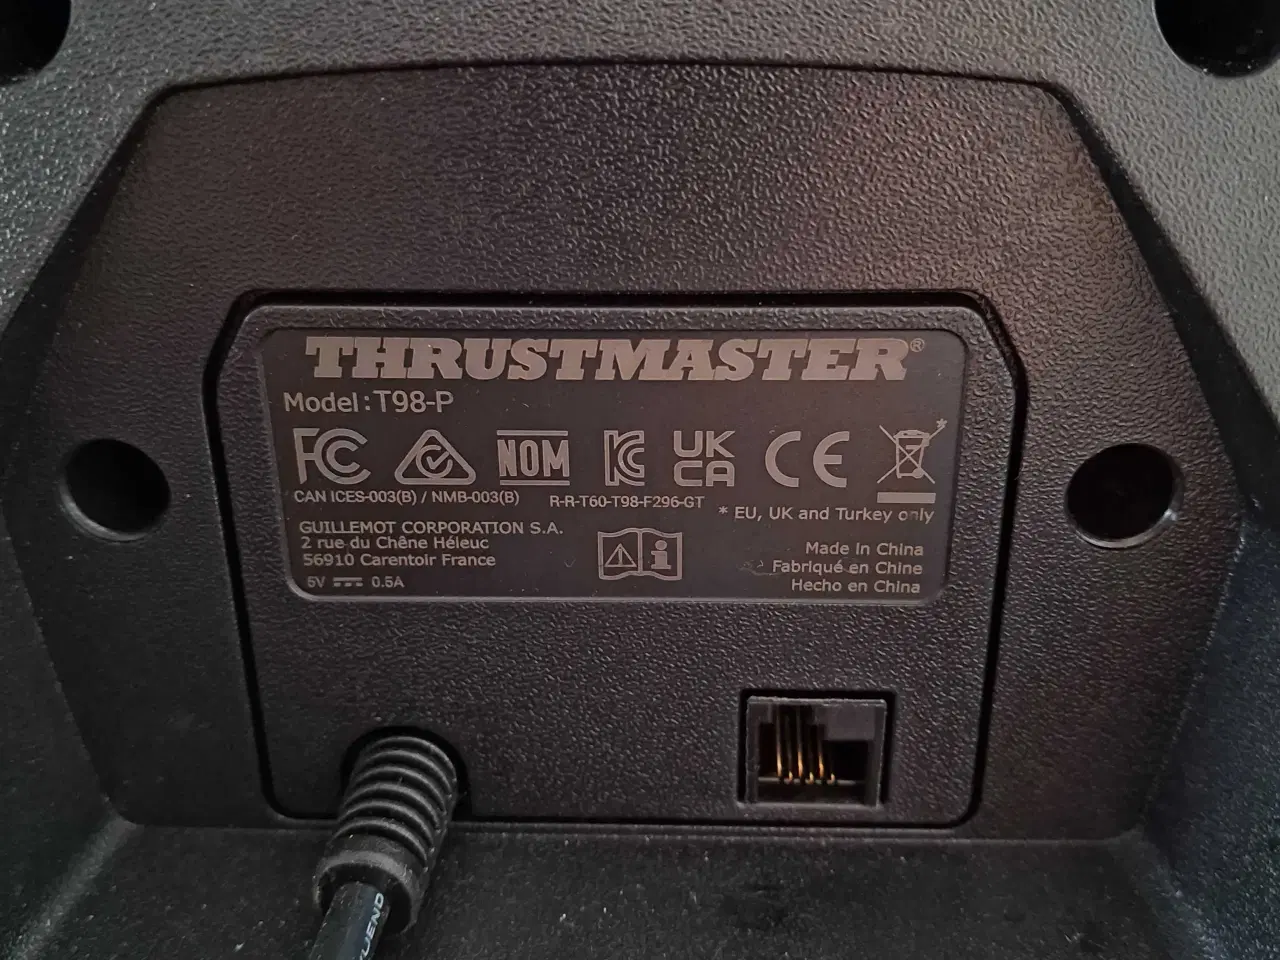 THRUSTMASTER®
Model: T98-P
FC NOM UK CA CE *
CAN ICES-003(B) / NMB-003(B) R-R-T60-T98-F296-GT
* EU, UK and Turkey only
GUILLEMOT CORPORATION S.A.
2 rue du Chêne Héleuc
56910 Carentoir France
5V ⎓ 0.5A
Made in China
Fabriqué en Chine
Hecho en China